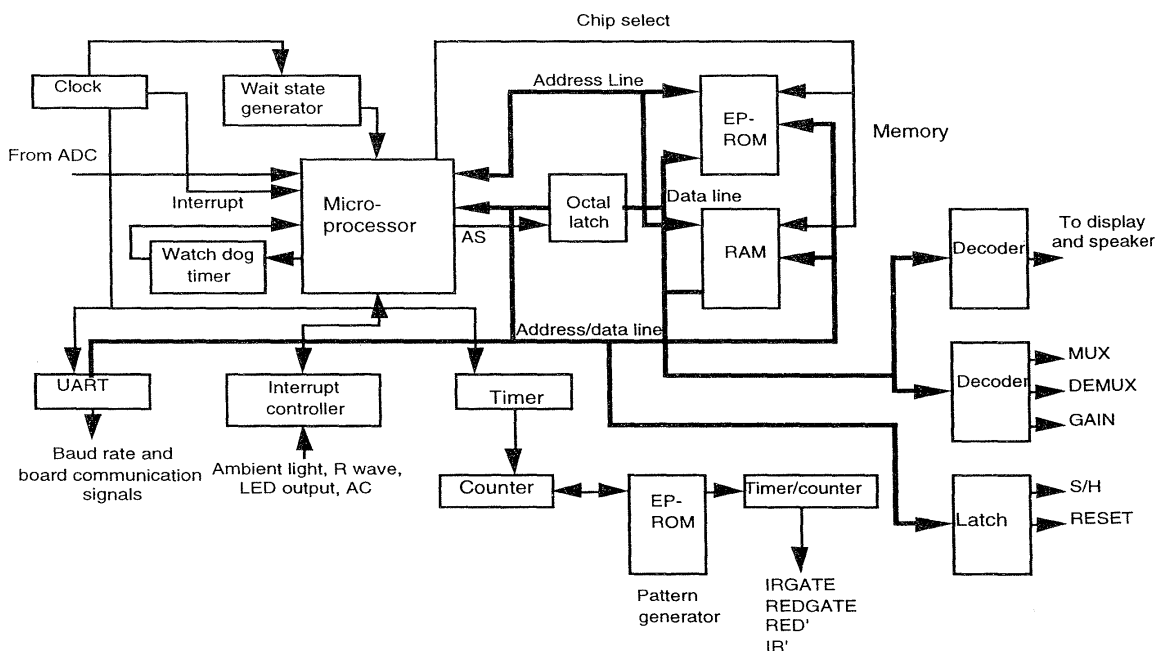 Chip select
Clock
Wait state
generator
Address Line
EP-
ROM
Memory
From ADC
Interrupt
Micro-
processor
AS
Octal
latch
Data line
RAM
Watch dog
timer
Decoder
To display
and speaker
Address/data line
UART
Interrupt
controller
Timer
Decoder
MUX
DEMUX
GAIN
Baud rate and
board communication
signals
Ambient light, R wave,
LED output, AC
Counter
EP-
ROM
Timer/counter
Latch
S/H
RESET
Pattern
generator
IRGATE
REDGATE
RED'
IR'